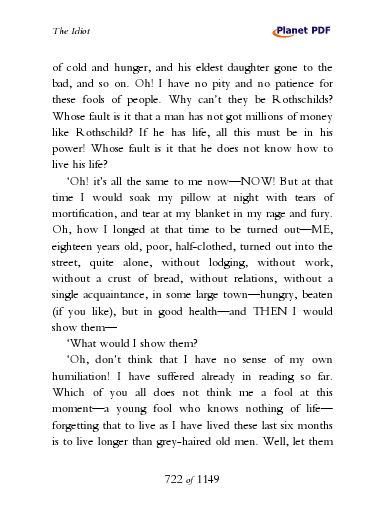 The Idiot
Planet PDF
of cold and hunger, and his eldest daughter gone to the
bad, and so on. Oh! I have no pity and no patience for
these fools of people. Why can't they be Rothschilds?
Whose fault is it that a man has not got millions of money
like Rothschild? If he has life, all this must be in his
power! Whose fault is it that he does not know how to
live his life?
'Oh! it's all the same to me now—NOW! But at that
time I would soak my pillow at night with tears of
mortification, and tear at my blanket in my rage and fury.
Oh, how I longed at that time to be turned out—ME,
eighteen years old, poor, half-clothed, turned out into the
street, quite alone, without lodging, without work,
without a crust of bread, without relations, without a
single acquaintance, in some large town—hungry, beaten
(if you like), but in good health—and THEN I would
show them—
'What would I show them?
'Oh, don't think that I have no sense of my own
humiliation! I have suffered already in reading so far.
Which of you all does not think me a fool at this
moment—a young fool who knows nothing of life—
forgetting that to live as I have lived these last six months
is to live longer than grey-haired old men. Well, let them
722 of 1149